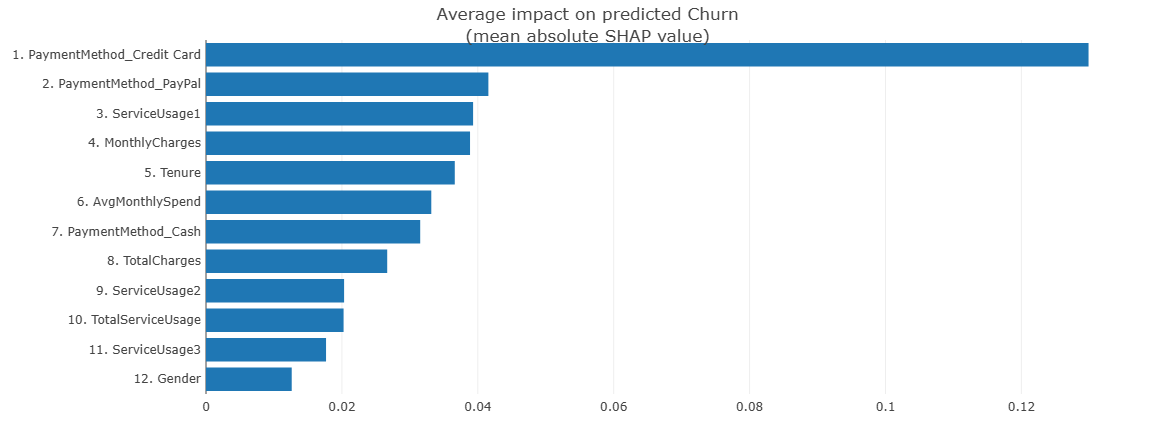 Average impact on predicted Churn
(mean absolute SHAP value)
1. PaymentMethod_Credit Card
2. PaymentMethod_PayPal
3. ServiceUsage1
4. MonthlyCharges
5. Tenure
6. AvgMonthlySpend
7. PaymentMethod_Cash
8. TotalCharges
9. ServiceUsage2
10. TotalServiceUsage
11. ServiceUsage3
12. Gender
0 0.02 0.04 0.06 0.08 0.1 0.12